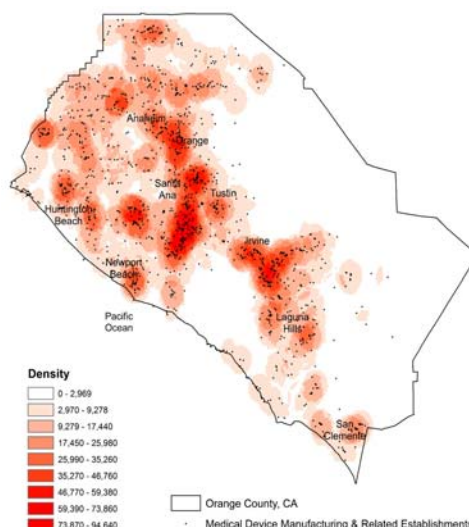 Anaheim
Orange
Santa
Ana
Tustin
Huntington
Beach
Irvine
Newport
Beach
Pacific
Ocean
Laguna
Hills
San
Clemente
Density
0 - 2,969
2,970 - 9,278
9,279 - 17,440
17,450 - 25,980
25,990 - 35,260
35,270 - 46,760
46,770 - 59,380
59,390 - 73,860
73,870 - 94,640
Orange County, CA
Medical Device Manufacturing & Related Establishments